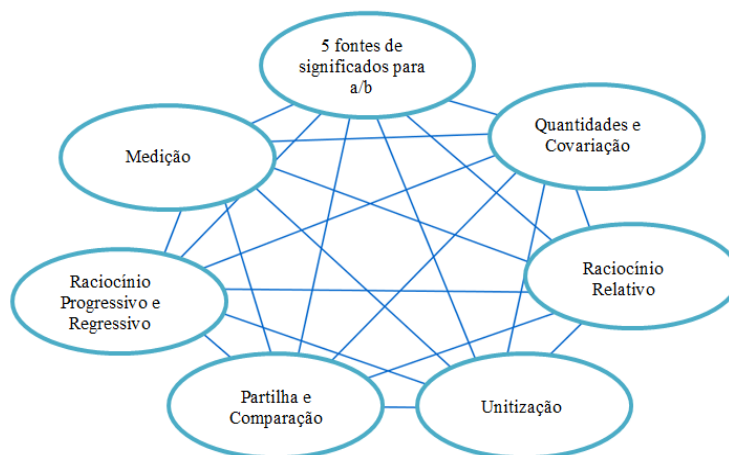 5 fontes de
significados para
a/b
Quantidades e
Covariação
Medição
Raciocínio
Relativo
Raciocínio
Progressivo e
Regressivo
Partilha e
Comparação
Unitização